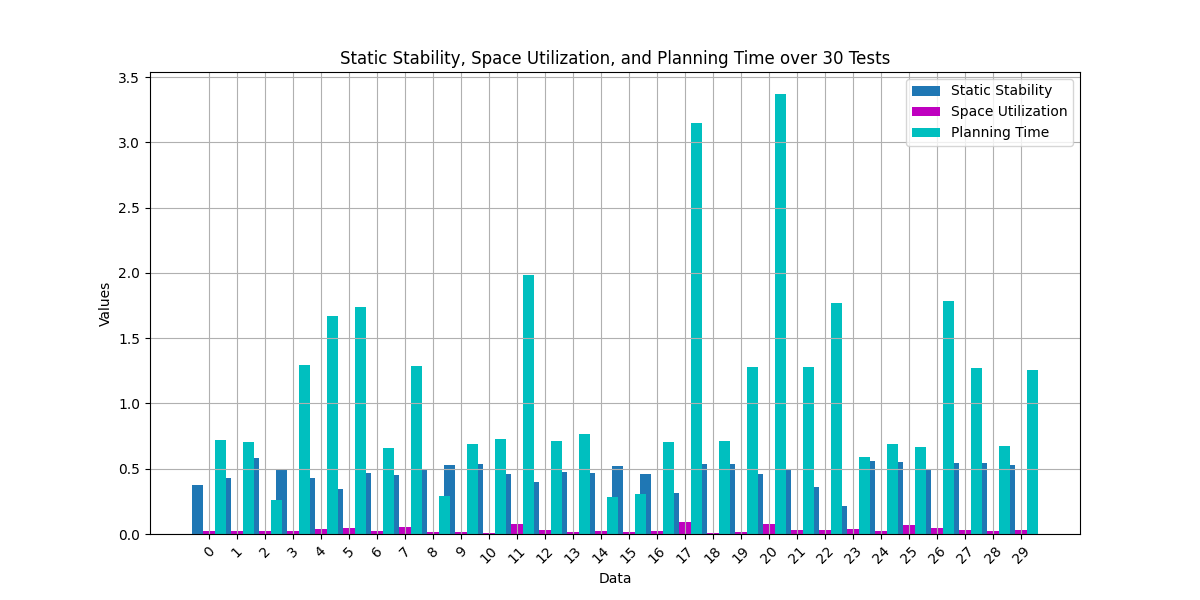 Static Stability, Space Utilization, and Planning Time over 30 Tests
Static Stability
Space Utilization
Planning Time
Values
3.5
3.0
2.5
2.0
1.5
1.0
0.5
0.0
0 1 2 3 4 5 6 7 8 9 10 11 12 13 14 15 16 17 18 19 20 21 22 23 24 25 26 27 28 29
Data